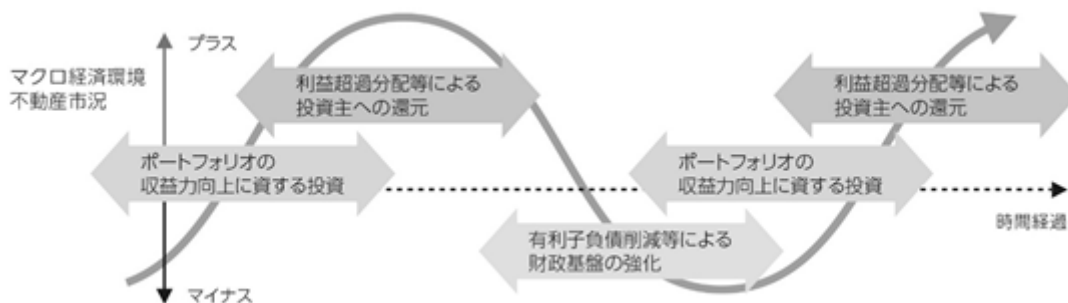 プラス
マクロ経済環境
不動産市況
利益超過分配等による
投資主への還元
利益超過分配等による
投資主への還元
ポートフォリオの
収益力向上に資する投資
ポートフォリオの
収益力向上に資する投資
時間経過
有利子負債削減等による
財政基盤の強化
マイナス